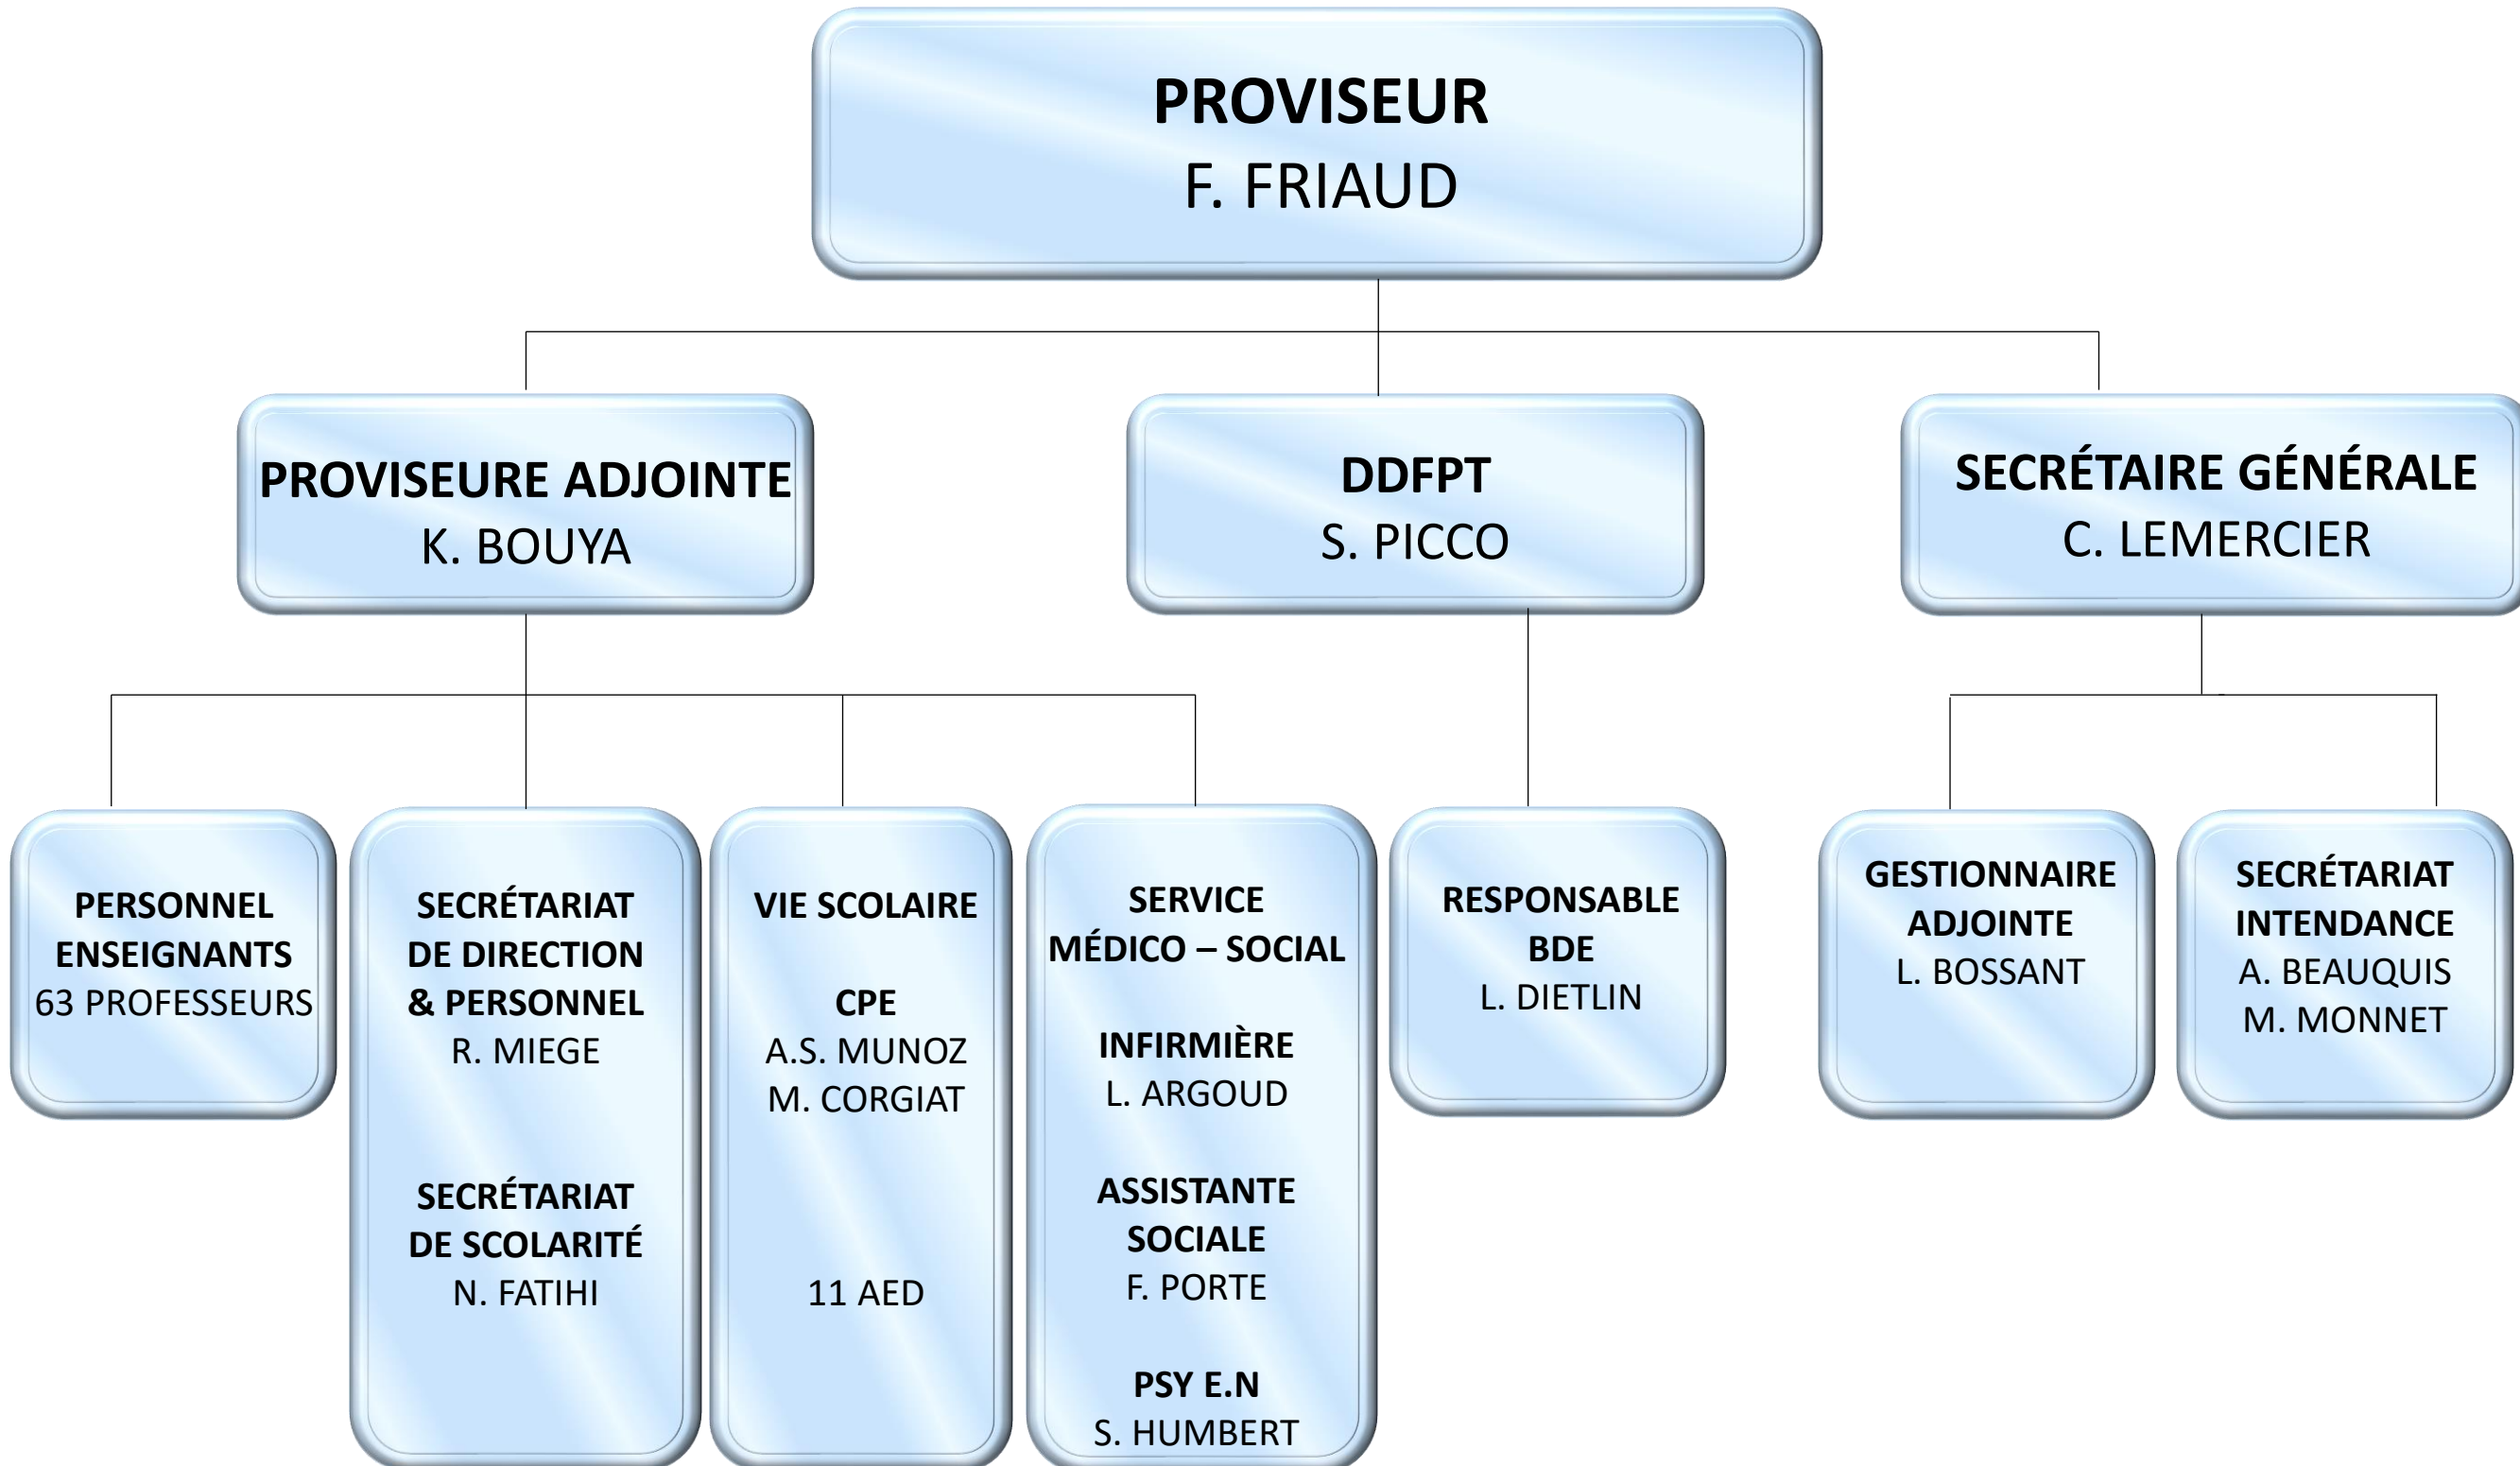 PROVISEUR
F. FRIAUD
PROVISEURE ADJOINTE
K. BOUYA
DDFPT
S. PICCO
SECRÉTAIRE GÉNÉRALE
C. LEMERCIER
PERSONNEL
ENSEIGNANTS
63 PROFESSEURS
SECRÉTARIAT
DE DIRECTION
& PERSONNEL
R. MIEGE
SECRÉTARIAT
DE SCOLARITÉ
N. FATIHI
VIE SCOLAIRE
CPE
A.S. MUNOZ
M. CORGIAT
11 AED
SERVICE
MÉDICO – SOCIAL
INFIRMIÈRE
L. ARGOUD
ASSISTANTE
SOCIALE
F. PORTE
PSY E.N
S. HUMBERT
RESPONSABLE
BDE
L. DIETLIN
GESTIONNAIRE
ADJOINTE
L. BOSSANT
SECRÉTARIAT
INTENDANCE
A. BEAUQUIS
M. MONNET